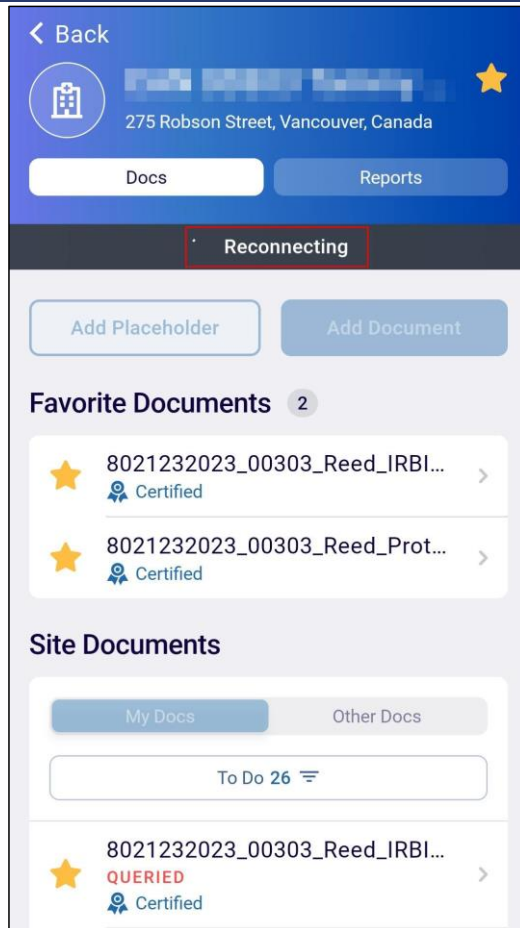 Back
275 Robson Street, Vancouver, Canada
Docs Reports
Reconnecting
Add Placeholder Add Document
Favorite Documents 2
8021232023_00303_Reed_IRBI...
Certified
8021232023_00303_Reed_Prot...
Certified
Site Documents
My Docs Other Docs
To Do 26
8021232023_00303_Reed_IRBI...
QUERIED
Certified